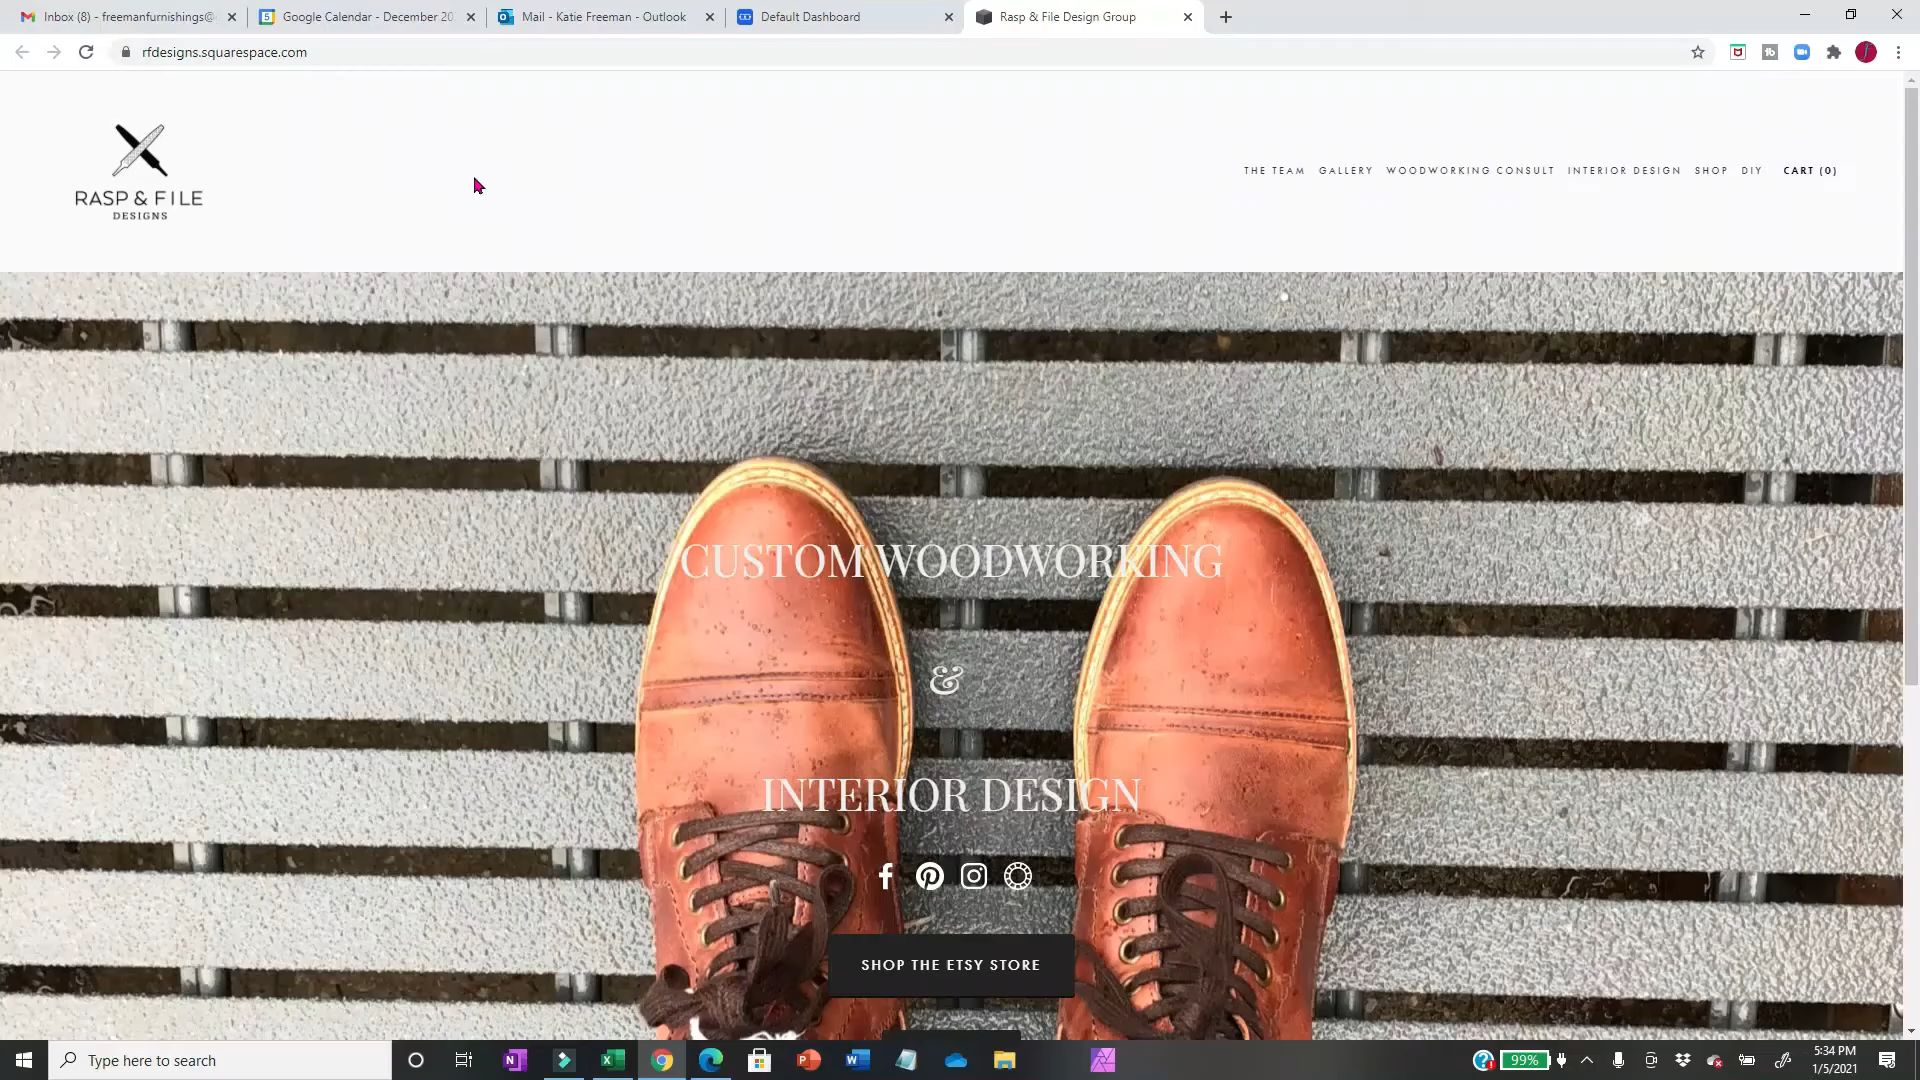 Inbox (8) - freemanfurnishings@
Google Calendar - December 20
Mail - Katie Freeman - Outlook
Default Dashboard
Rasp & File Design Group
rfdesigns.squarespace.com
RASP & FILE
DESIGNS
THE TEAM GALLERY WOODWORKING CONSULT INTERIOR DESIGN SHOP DIY CART (0)
CUSTOM WOODWORKING
&
INTERIOR DESIGN
SHOP THE ETSY STORE
Type here to search
99%
5:34 PM
1/5/2021